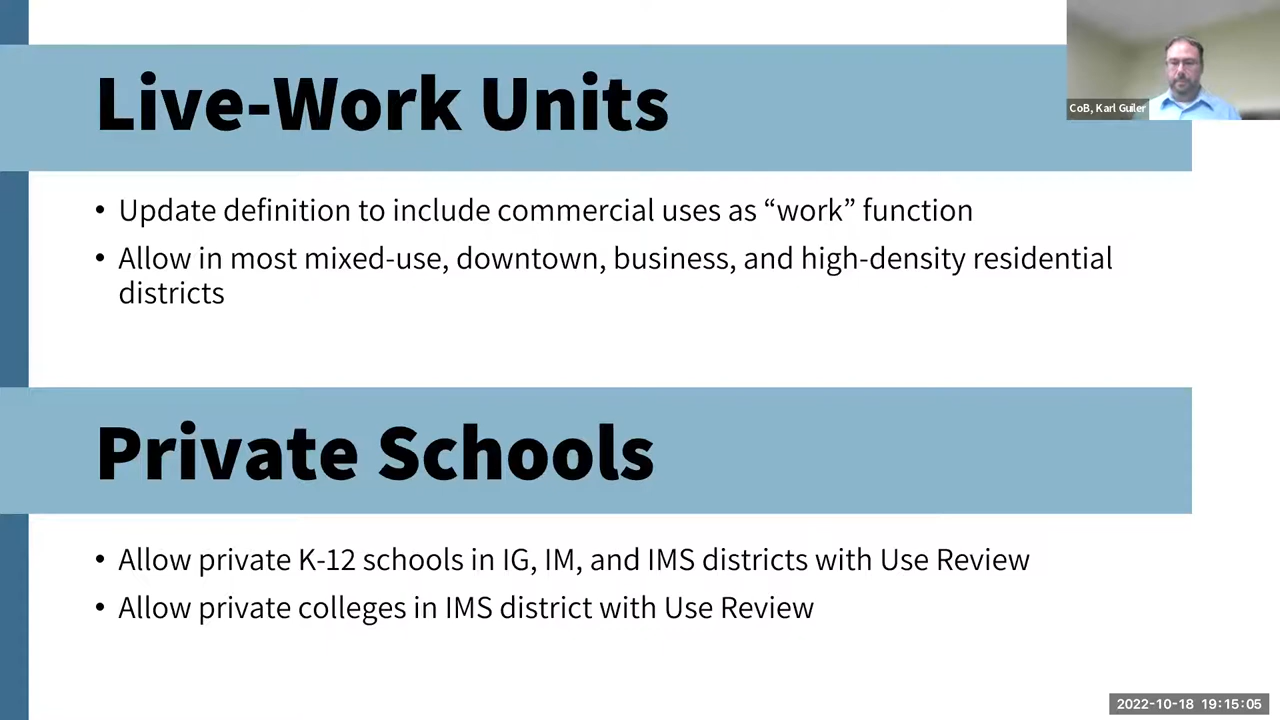 Live-Work Units
CoB, Karl Guiler
• Update definition to include commercial uses as “work” function
• Allow in most mixed-use, downtown, business, and high-density residential
districts
Private Schools
• Allow private K-12 schools in IG, IM, and IMS districts with Use Review
• Allow private colleges in IMS district with Use Review
2022-10-18 19:15:05